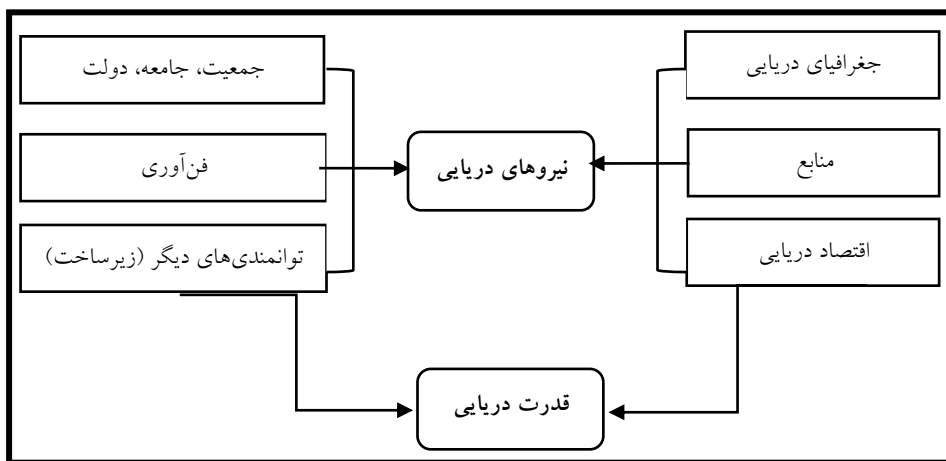 جغرافیای دریایی
منابع
اقتصاد دریایی
نیروهای دریایی
جمعیت، جامعه، دولت
فن‌آوری
توانمندی‌های دیگر (زیرساخت)
قدرت دریایی